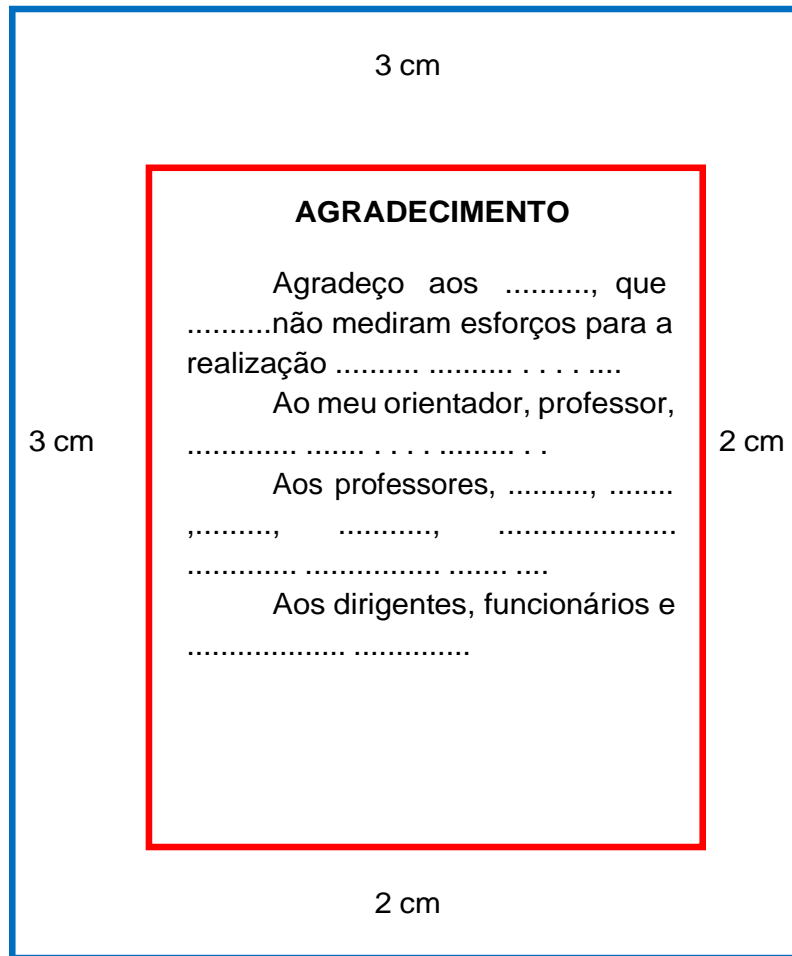 3 cm
AGRADECIMENTO
Agradeço aos .........., que
..........não mediram esforços para a
realização .......... .......... . . . . ....
Ao meu orientador, professor,
3 cm
2 cm
............. ....... . . . . ......... . .
Aos professores, .........., ........
,........., ..........., .....................
............. ................ ....... ....
Aos dirigentes, funcionários e
................... ..............
2 cm